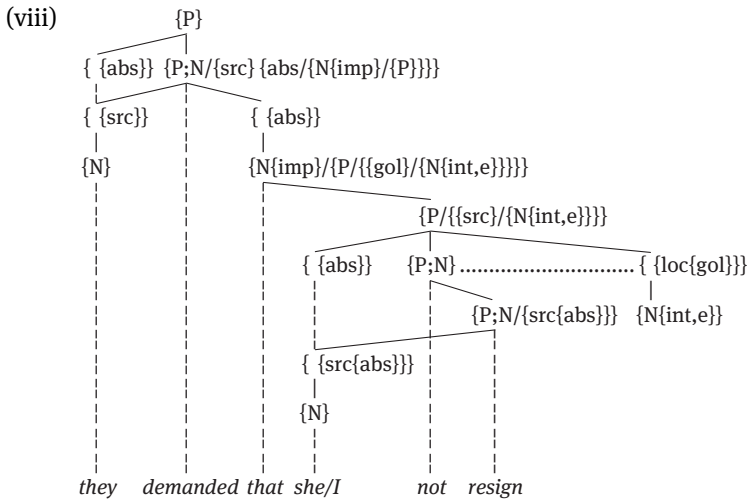 (viii) {P}
{ {abs}} {P;N/{src} {abs/{N{imp}/{P}}}}
{ {src}} { {abs}}
{N} {N{imp}/{P/{{gol}/{N{int,e}}}}}
{P/{{src}/{N{int,e}}}}
{ {abs}} {P;N} ............................... { {loc{gol}}}
{P;N/{src{abs}}} {N{int,e}}
{ {src{abs}}}
{N}
they demanded that she/I not resign